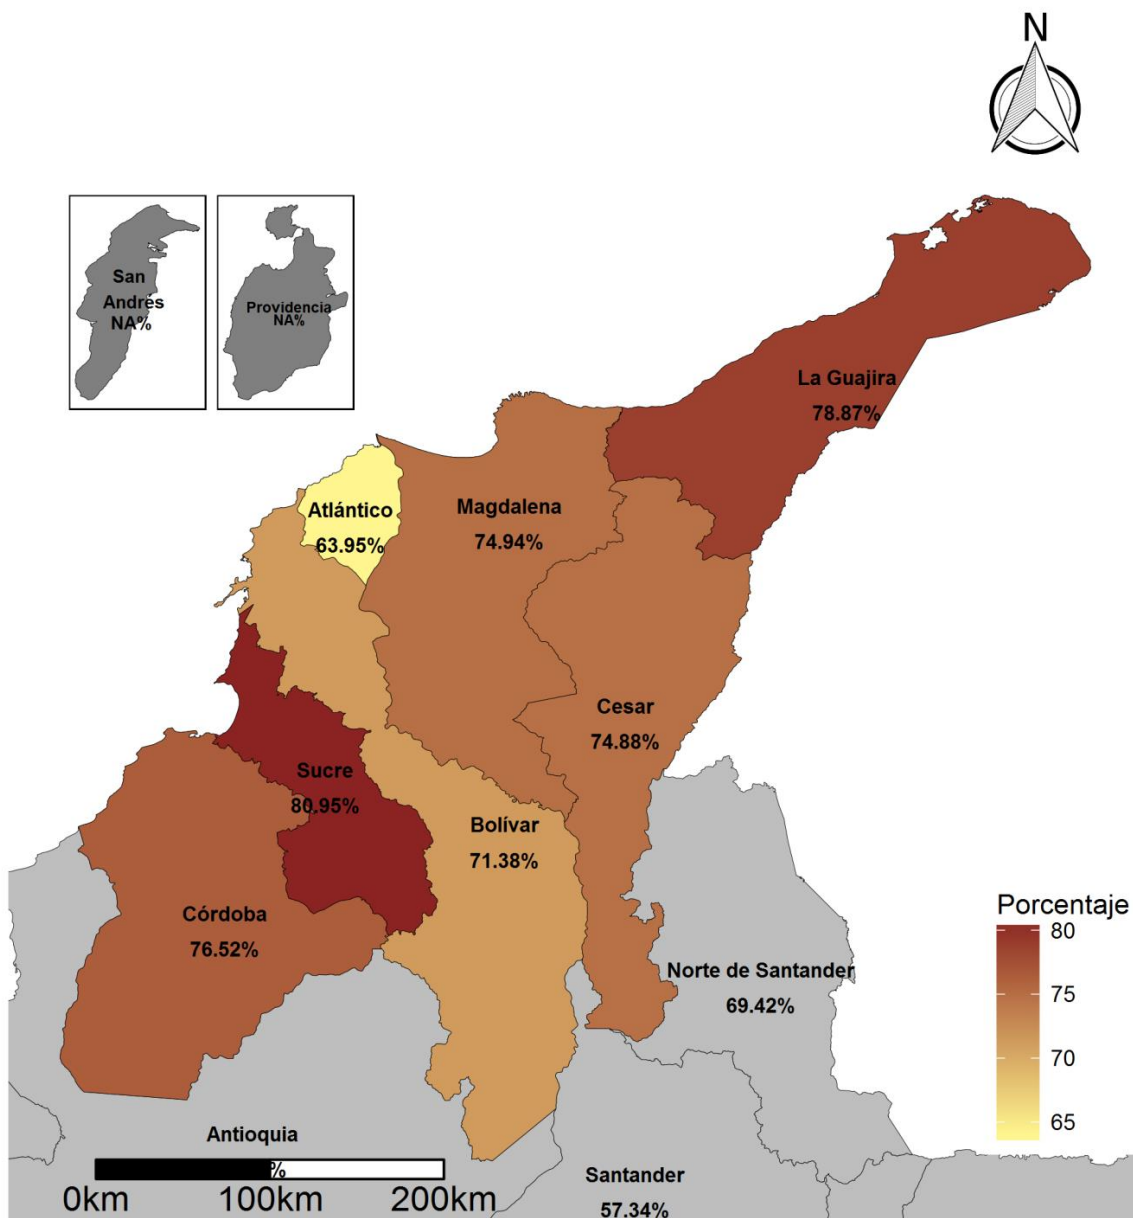 N
San
Andrés
NA%
Providencia
NA%
La Guajira
78.87%
Atlántico
63.95%
Magdalena
74.94%
Cesar
74.88%
Sucre
80.95%
Bolívar
71.38%
Córdoba
76.52%
Norte de Santander
69.42%
Porcentaje
80
75
70
65
Antioquia
%
0km
100km
200km
Santander
57.34%